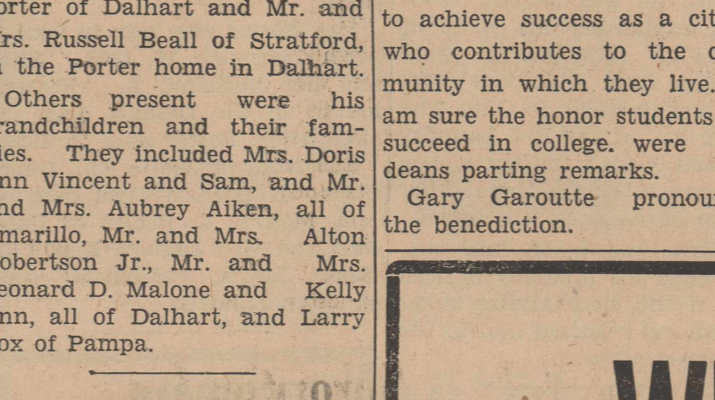 orter of Dalhart and Mr. and
rs. Russell Beall of Stratford,
the Porter home in Dalhart.
Others present were his
randchildren and their fam-
ies. They included Mrs. Doris
nn Vincent and Sam, and Mr.
nd Mrs. Aubrey Aiken, all of
marillo, Mr. and Mrs. Alton
obertson Jr., Mr. and Mrs.
eonard D. Malone and Kelly
nn, all of Dalhart, and Larry
ox of Pampa.
to achieve success as a cit
who contributes to the c
munity in which they live.
am sure the honor students
succeed in college. were
deans parting remarks.
Gary Garoutte pronou
the benediction.